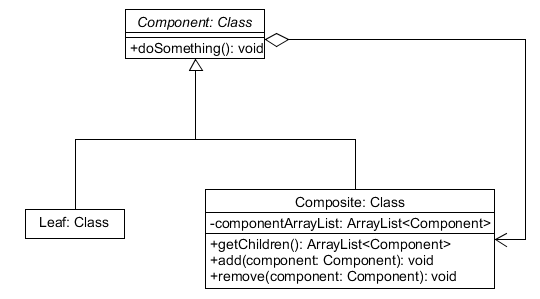 Component: Class
+doSomething(): void
Leaf: Class
Composite: Class
-componentArrayList: ArrayList<Component>
+getChildren(): ArrayList<Component>
+add(component: Component): void
+remove(component: Component): void